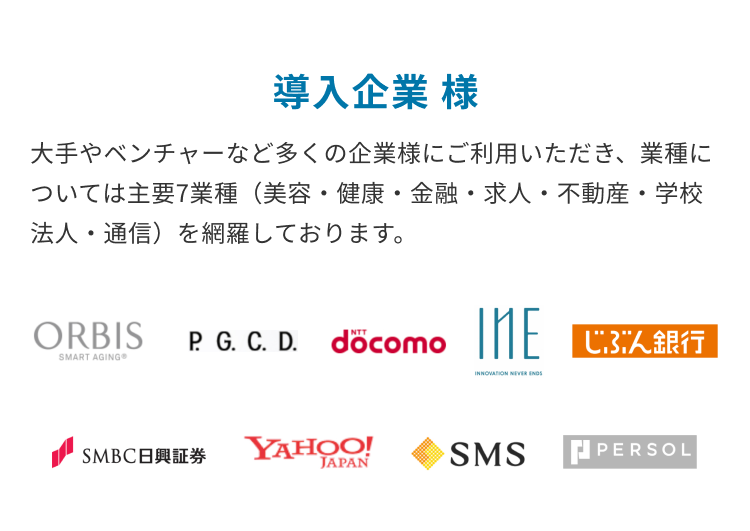 導入企業 様
大手やベンチャーなど多くの企業様にご利用いただき、業種に
ついては主要7業種（美容・健康・金融・求人・不動産・学校
法人・通信）を網羅しております。
ORBIS
SMART AGING®
P. G. C. D.
NTT
docomo
INE
INNOVATION NEVER ENDS
じぶん銀行
SMBC日興証券
YAHOO!
JAPAN
SMS
PERSOL